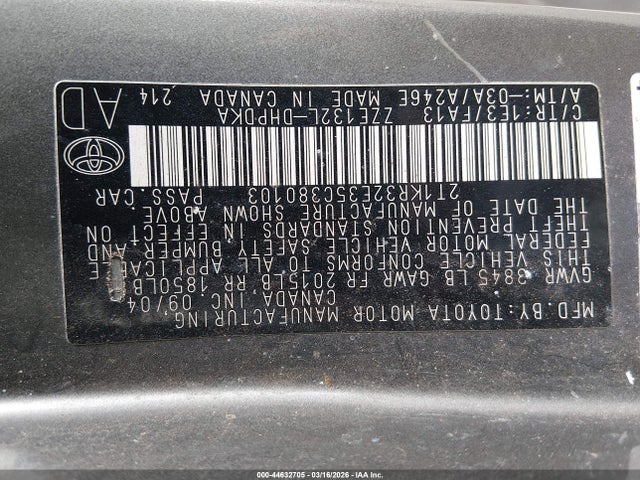 MFD. BY: TOYOTA MOTOR MANUFACTURING
CANADA INC. 09/04
GVWR 3845 LB GAWR FR 2015LB RR 1850LB
THIS VEHICLE CONFORMS TO ALL APPLICABLE
FEDERAL MOTOR VEHICLE SAFETY BUMPER AND
THEFT PREVENTION STANDARDS IN EFFECT ON
THE DATE OF MANUFACTURE SHOWN ABOVE.
2T1KR32E35C380103 PASS. CAR
C/TR: 1E3/FA13 ZZE132L-DHPDKA
A/TM: -03A/A246E MADE IN CANADA 214
AD
000-44632705 - 03/16/2026 - IAAI.COM